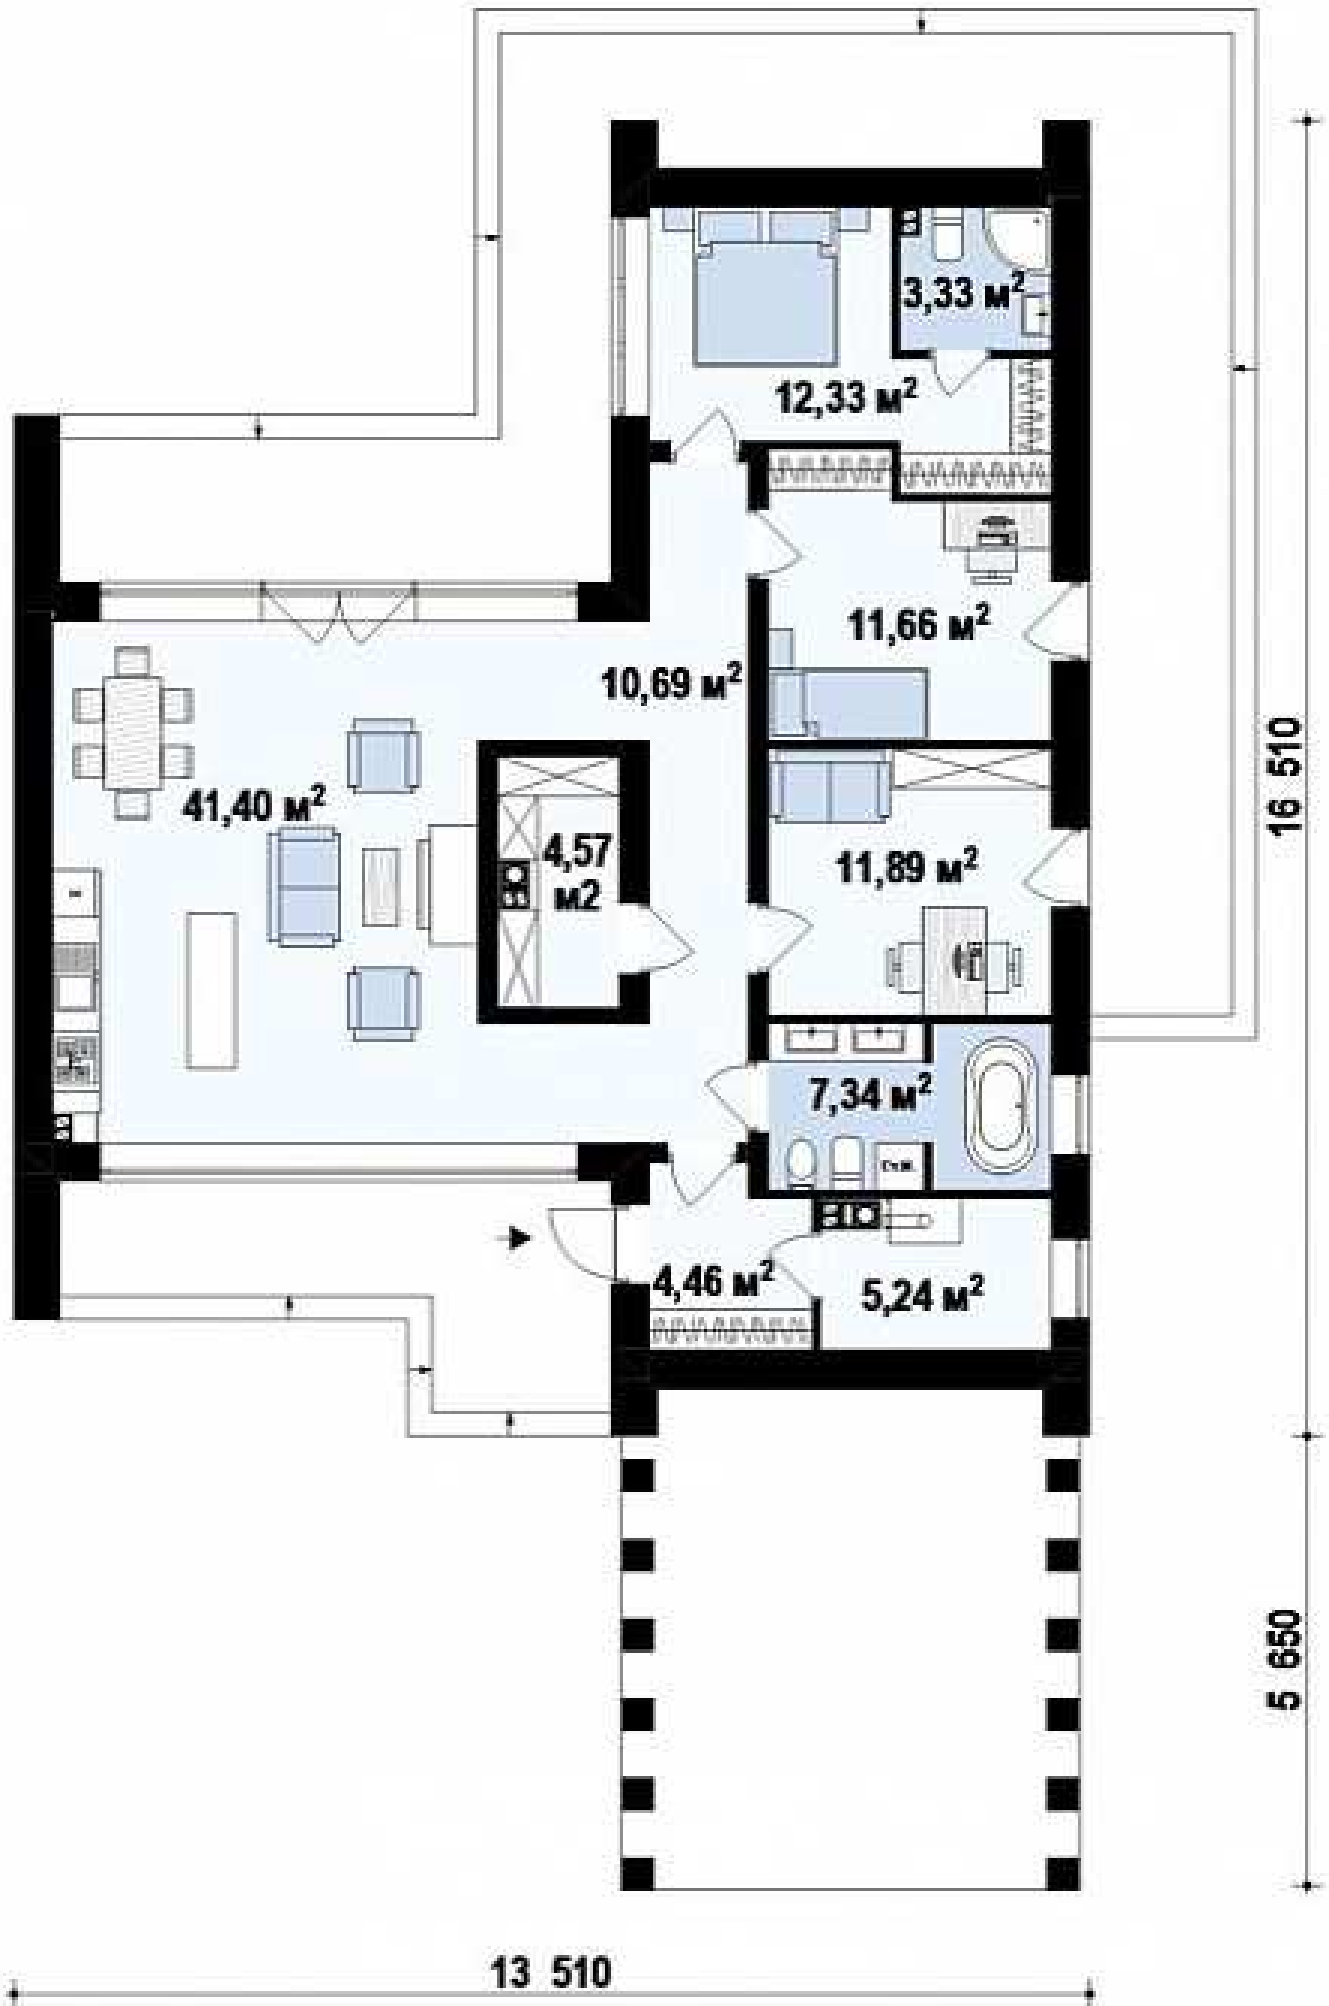 3,33 м²
12,33 м²
11,66 м²
10,69 м²
16 510
41,40 м²
4,57
м2
11,89 м²
7,34 м²
Ст.М.
4,46 м²
5,24 м²
5 650
13 510